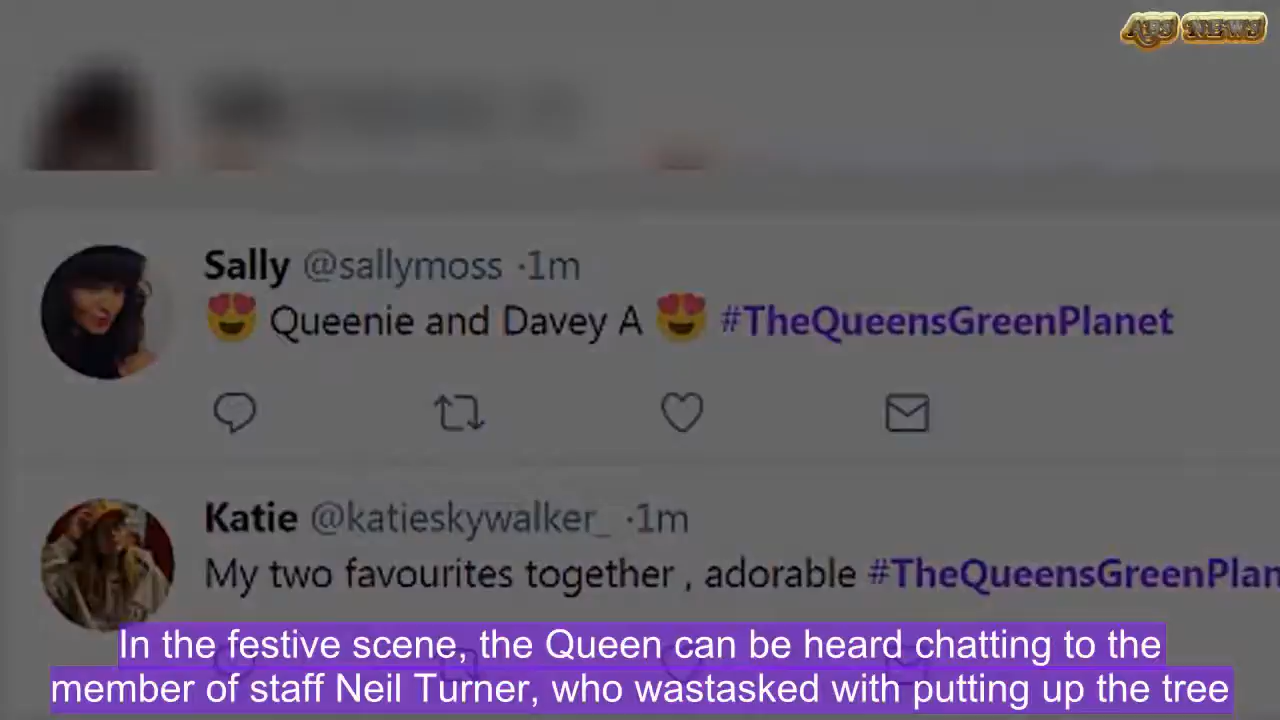 AFS NEWS
Sally @sallymoss ·1m
😍 Queenie and Davey A 😍 #TheQueensGreenPlanet
Katie @katieskywalker_ ·1m
My two favourites together , adorable #TheQueensGreenPlan
In the festive scene, the Queen can be heard chatting to the
member of staff Neil Turner, who wastasked with putting up the tree